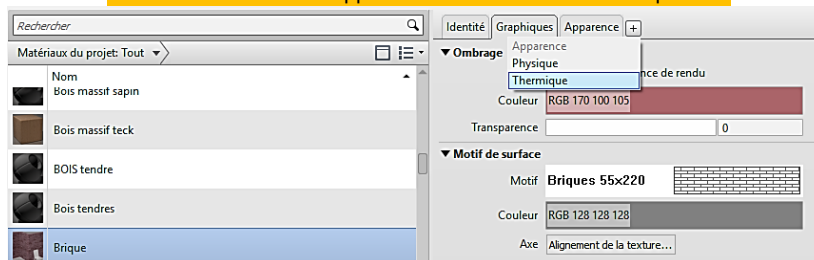 Rechercher
Matériaux du projet: Tout
Nom
Bois massif sapin
Bois massif teck
BOIS tendre
Bois tendres
Brique
Identité Graphiques Apparence +
Apparence
Physique
Thermique
Ombrage
nce de rendu
Couleur RGB 170 100 105
Transparence 0
Motif de surface
Motif Briques 55x220
Couleur RGB 128 128 128
Axe Alignement de la texture...